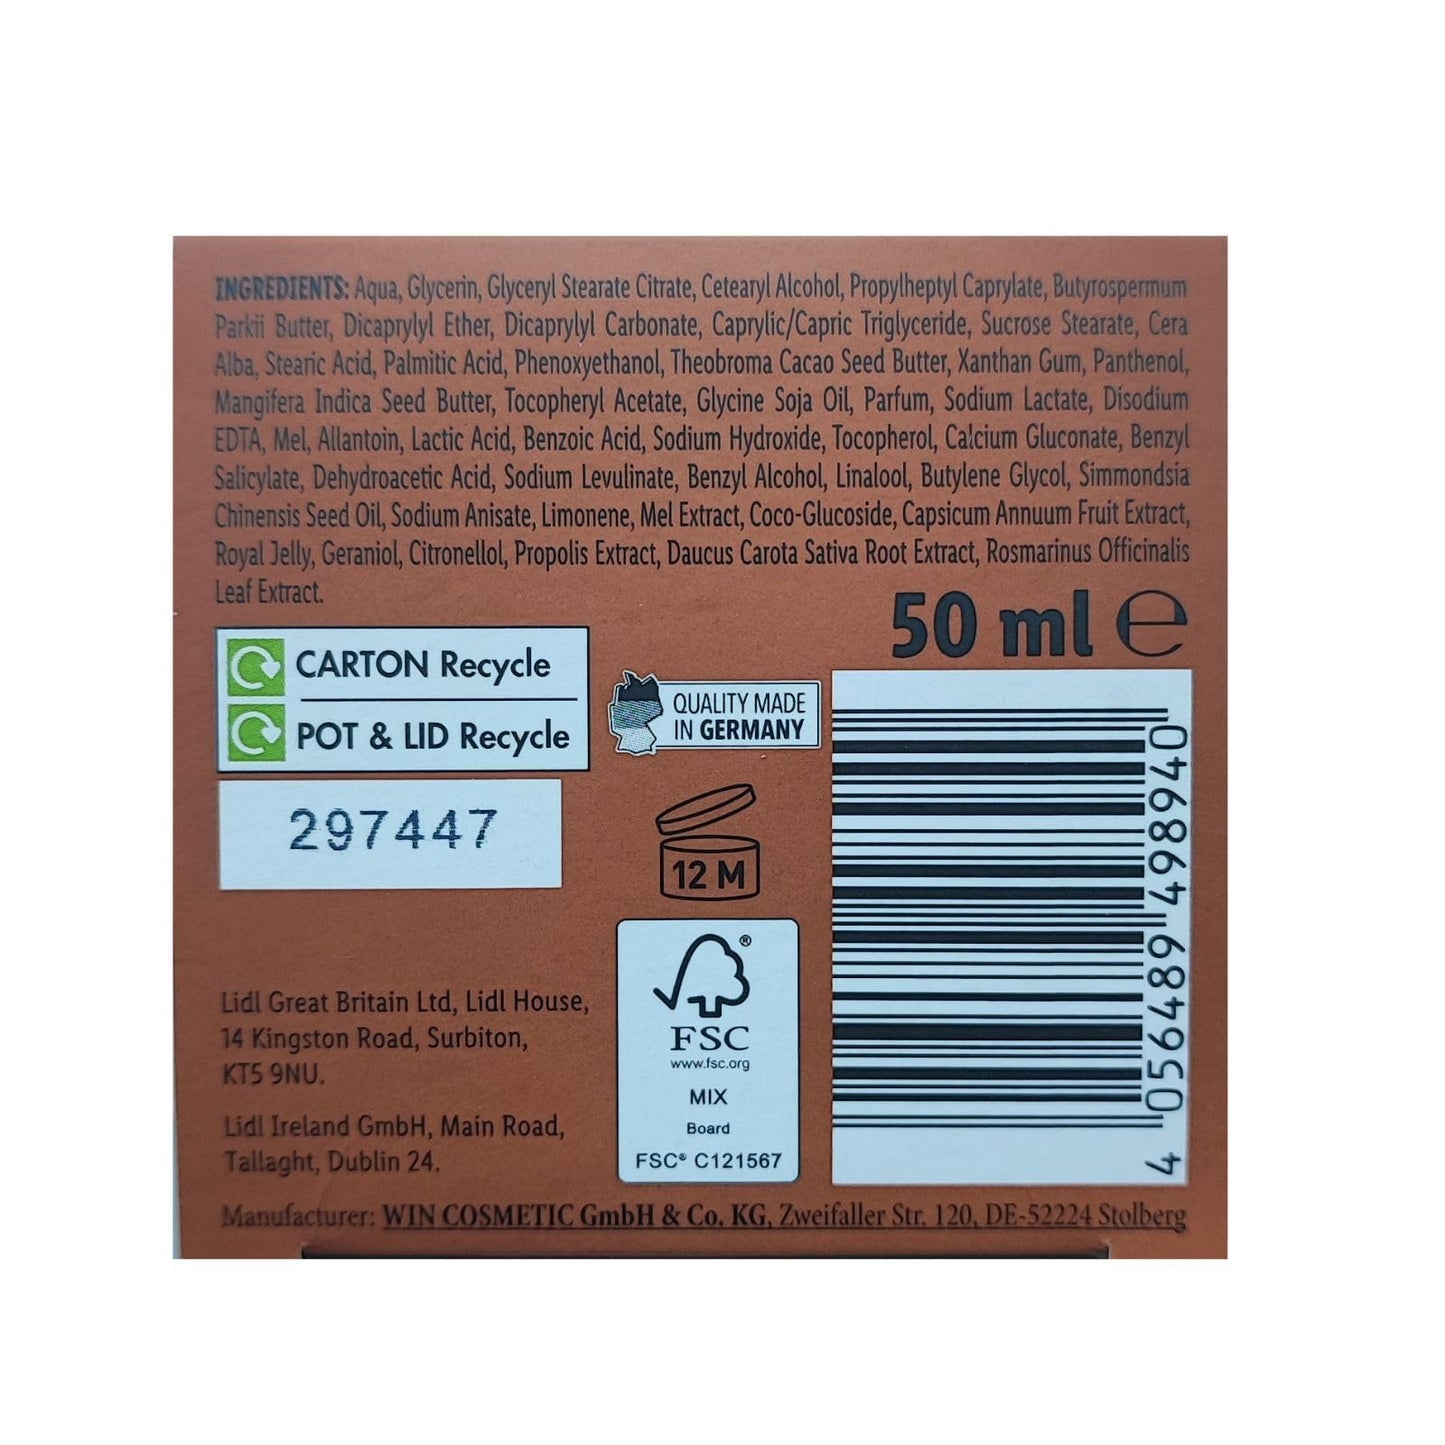 INGREDIENTS: Aqua, Glycerin, Glyceryl Stearate Citrate, Cetearyl Alcohol, Propylheptyl Caprylate, Butyrospermum
Parkii Butter, Dicaprylyl Ether, Dicaprylyl Carbonate, Caprylic/Capric Triglyceride, Sucrose Stearate, Cera
Alba, Stearic Acid, Palmitic Acid, Phenoxyethanol, Theobroma Cacao Seed Butter, Xanthan Gum, Panthenol,
Mangifera Indica Seed Butter, Tocopheryl Acetate, Glycine Soja Oil, Parfum, Sodium Lactate, Disodium
EDTA, Mel, Allantoin, Lactic Acid, Benzoic Acid, Sodium Hydroxide, Tocopherol, Calcium Gluconate, Benzyl
Salicylate, Dehydroacetic Acid, Sodium Levulinate, Benzyl Alcohol, Linalool, Butylene Glycol, Simmondsia
Chinensis Seed Oil, Sodium Anisate, Limonene, Mel Extract, Coco-Glucoside, Capsicum Annuum Fruit Extract,
Royal Jelly, Geraniol, Citronellol, Propolis Extract, Daucus Carota Sativa Root Extract, Rosmarinus Officinalis
Leaf Extract.
50 ml ℮
CARTON Recycle
POT & LID Recycle
QUALITY MADE
IN GERMANY
297447
12 M
FSC®
www.fsc.org
MIX
Board
FSC® C121567
4 056489 498940
Lidl Great Britain Ltd, Lidl House,
14 Kingston Road, Surbiton,
KT5 9NU.
Lidl Ireland GmbH, Main Road,
Tallaght, Dublin 24.
Manufacturer: WIN COSMETIC GmbH & Co. KG, Zweifaller Str. 120, DE-52224 Stolberg